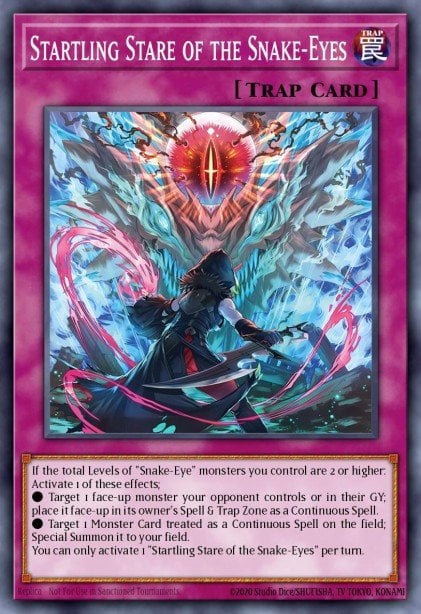 Startling Stare of the Snake-Eyes
TRAP
罠
[Trap Card]
If the total Levels of "Snake-Eye" monsters you control are 2 or higher:
Activate 1 of these effects;
● Target 1 face-up monster your opponent controls or in their GY;
place it face-up in its owner's Spell & Trap Zone as a Continuous Spell.
● Target 1 Monster Card treated as a Continuous Spell on the field;
Special Summon it to your field.
You can only activate 1 "Startling Stare of the Snake-Eyes" per turn.
Replica - Not For Use in Sanctioned Tournaments
©2020 Studio Dice/SHUEISHA, TV TOKYO, KONAMI